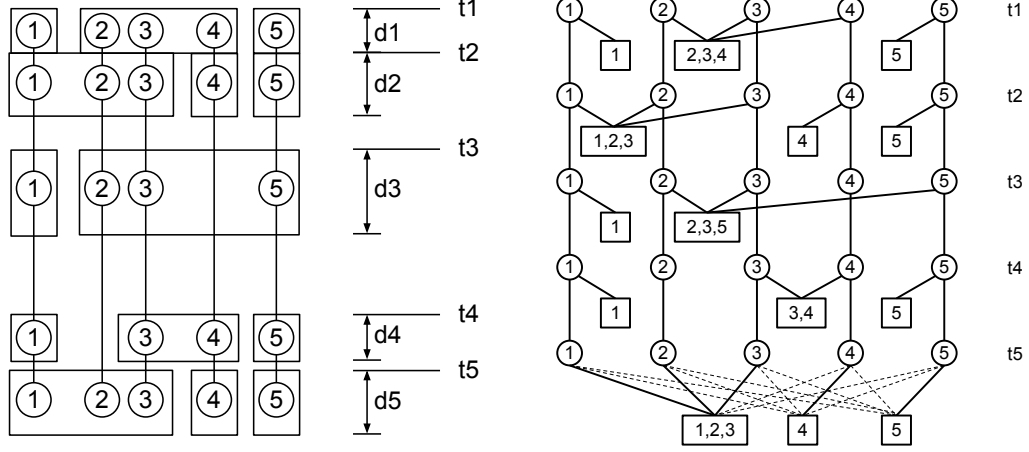 1 2 3 4 5 t1
d1
t2
1 2 3 4 5 d2
t3
1 2 3 5 d3
t4
1 3 4 5 d4
t5
1 2 3 4 5 d5
1 2 3 4 5 t1
1 2,3,4 5
1 2 3 4 5 t2
1,2,3 4 5
1 2 3 4 5 t3
1 2,3,5
1 2 3 4 5 t4
1 3,4 5
1 2 3 4 5 t5
1,2,3 4 5